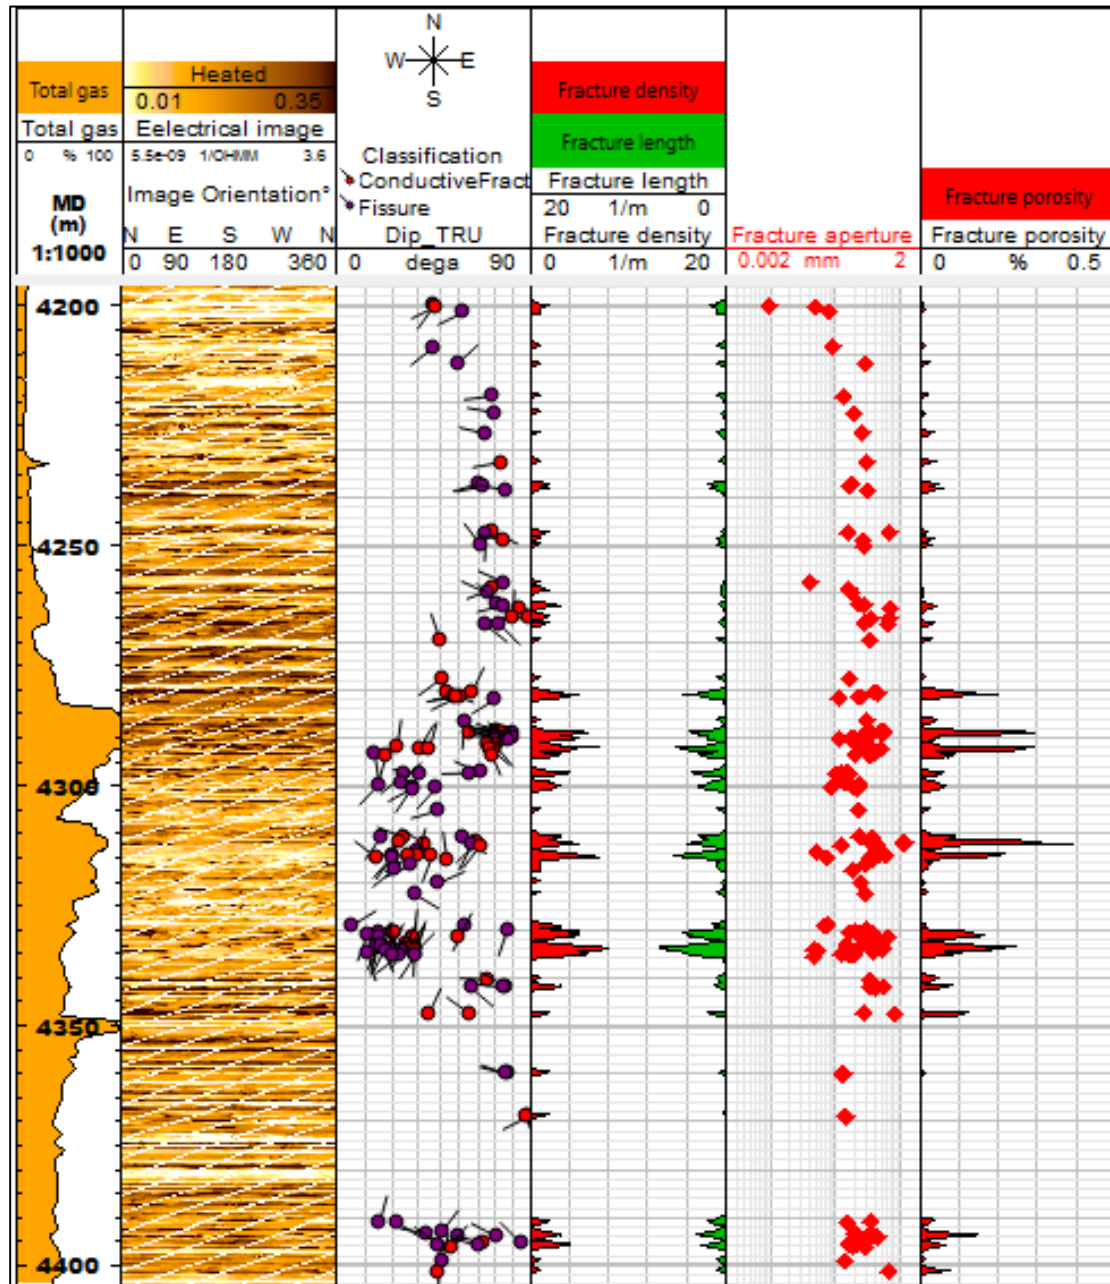 N
W E
S
Total gas
Heated
0.01 0.35
Fracture density
Total gas
Eelectrical image
Fracture length
0 % 100
5.5e-09 1/OHMM 3.6
Classification
ConductiveFract
Fissure
Fracture length
20 1/m 0
Fracture porosity
MD
(m)
1:1000
Image Orientation°
N E S W N
0 90 180 360
Dip_TRU
0 dega 90
Fracture density
0 1/m 20
Fracture aperture
0.002 mm 2
Fracture porosity
0 % 0.5
4200
4250
4300
4350
4400